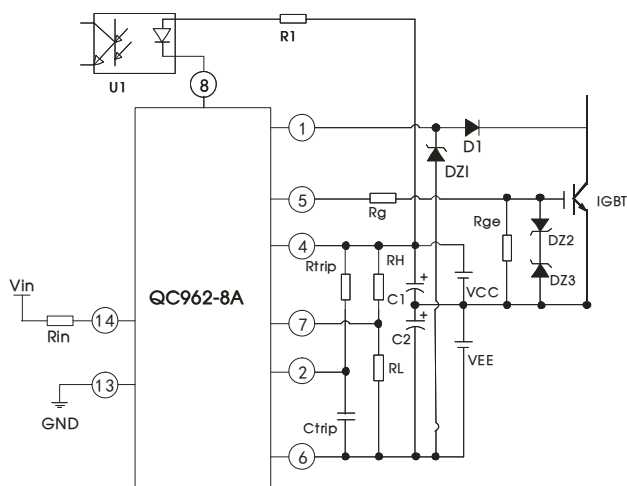 R1
U1
8
1
D1
DZ1
IGBT
5
Rg
Rge
DZ2
DZ3
4
Rtrip
RH
C1
+
VCC
QC962-8A
Vin
14
Rin
7
C2
+
VEE
2
RL
13
GND
Ctrip
6